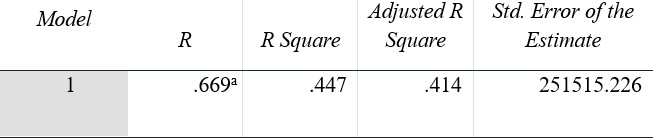 Model R R Square Adjusted R Square Std. Error of the Estimate
1 .669a .447 .414 251515.226